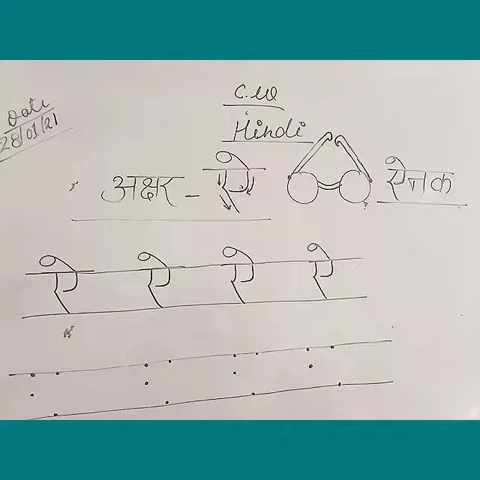 Date
28/01/21
C.W
Hindi
अक्षर - ऐ
ऐनक
ऐ ऐ ऐ ऐ